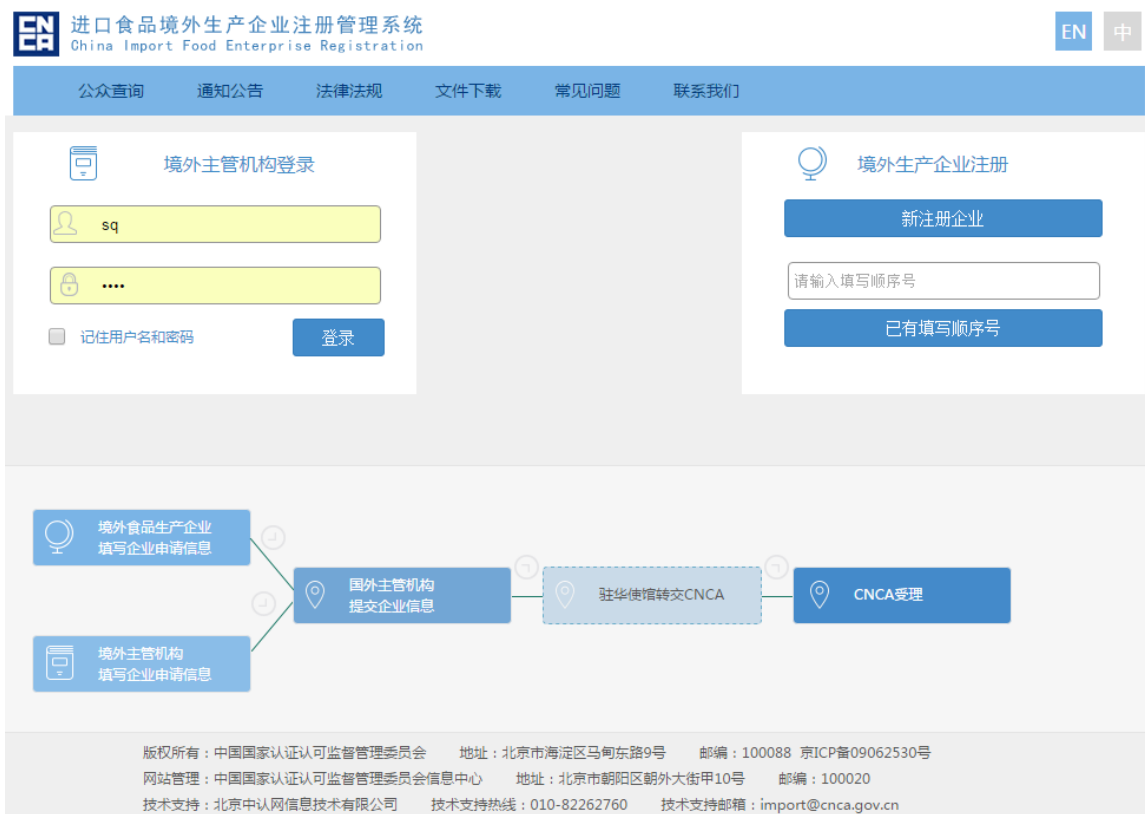 CNCA
进口食品境外生产企业注册管理系统
China Import Food Enterprise Registration
EN 中
公众查询 通知公告 法律法规 文件下载 常见问题 联系我们
境外主管机构登录
sq
••••
记住用户名和密码
登录
境外生产企业注册
新注册企业
请输入填写顺序号
已有填写顺序号
境外食品生产企业
填写企业申请信息
境外主管机构
填写企业申请信息
国外主管机构
提交企业信息
驻华使馆转交CNCA
CNCA受理
版权所有：中国国家认证认可监督管理委员会 地址：北京市海淀区马甸东路9号 邮编：100088 京ICP备09062530号
网站管理：中国国家认证认可监督管理委员会信息中心 地址：北京市朝阳区朝外大街甲10号 邮编：100020
技术支持：北京中认网信息技术有限公司 技术支持热线：010-82262760 技术支持邮箱：import@cnca.gov.cn